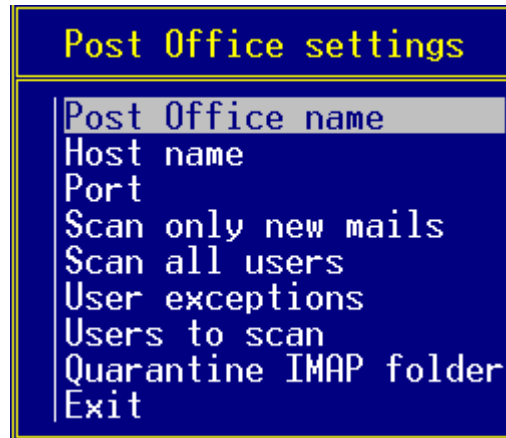 Post Office settings
Post Office name
Host name
Port
Scan only new mails
Scan all users
User exceptions
Users to scan
Quarantine IMAP folder
Exit